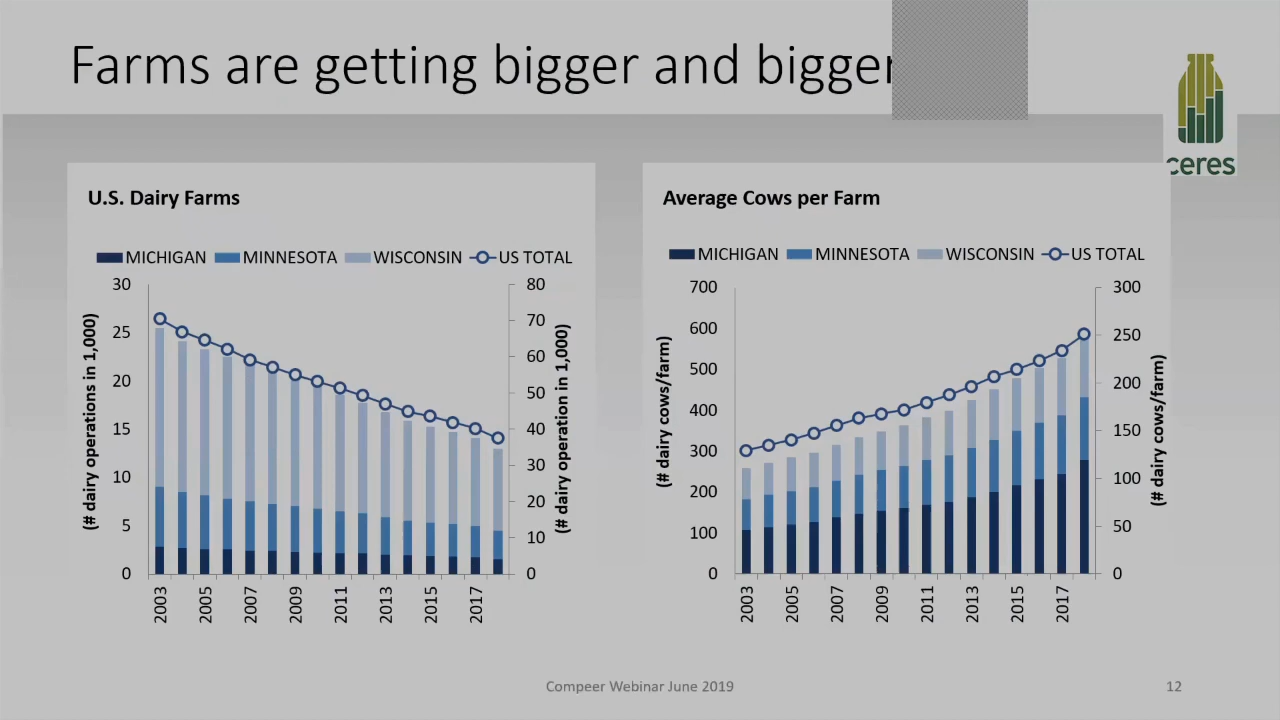 Farms are getting bigger and bigger
ceres
U.S. Dairy Farms
MICHIGAN MINNESOTA WISCONSIN US TOTAL
30
25
20
15
10
5
0
(# dairy operations in 1,000)
80
70
60
50
40
30
20
10
0
(# dairy operation in 1,000)
2003 2005 2007 2009 2011 2013 2015 2017
Average Cows per Farm
MICHIGAN MINNESOTA WISCONSIN US TOTAL
700
600
500
400
300
200
100
0
(# dairy cows/farm)
300
250
200
150
100
50
0
(# dairy cows/farm)
2003 2005 2007 2009 2011 2013 2015 2017
Compeer Webinar June 2019
12